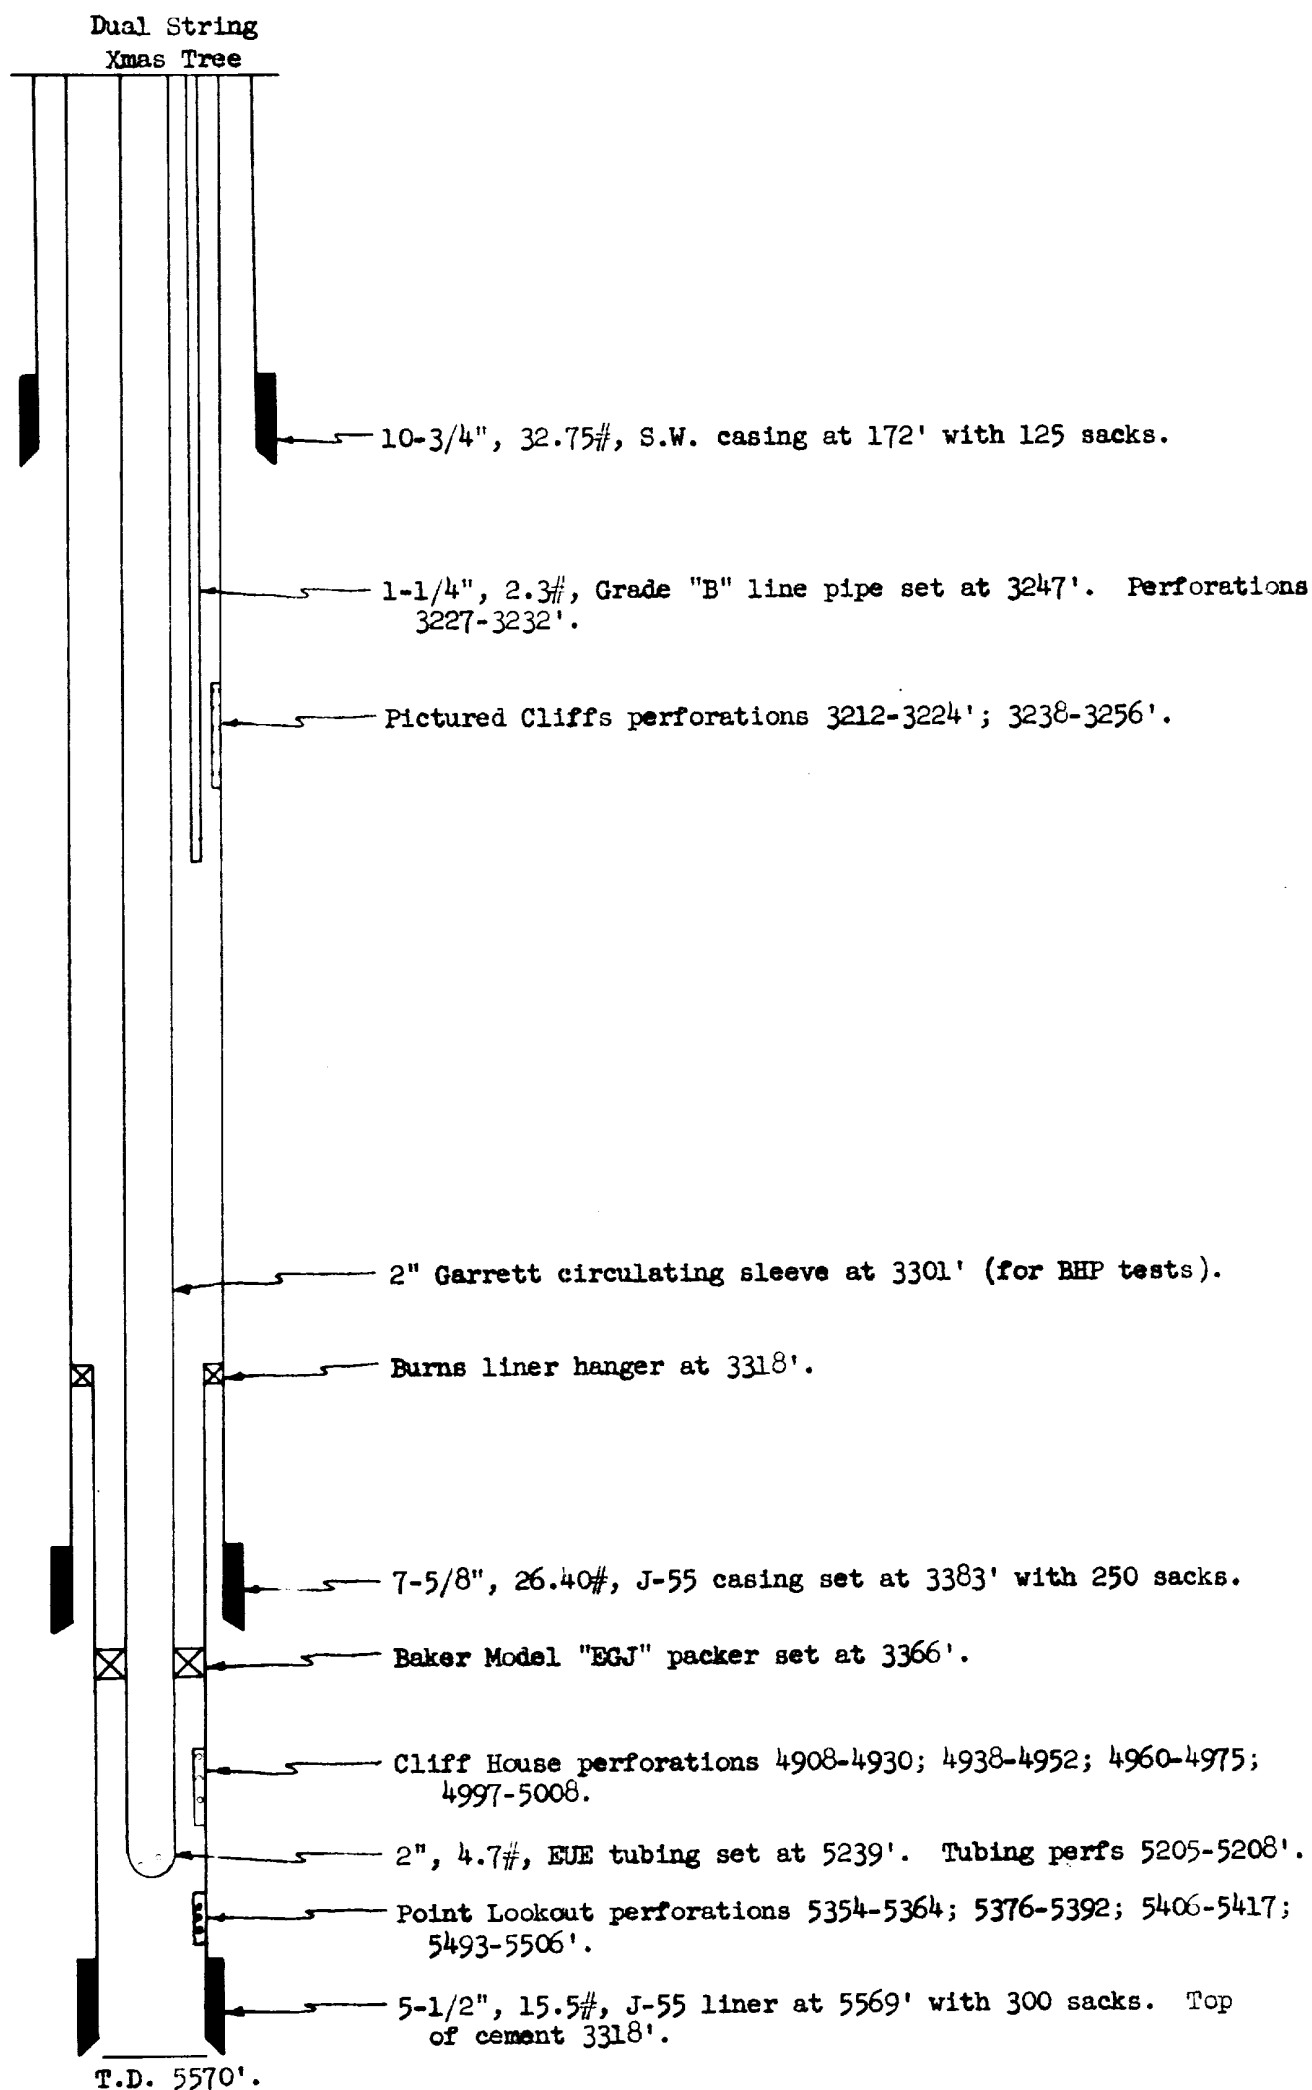 Dual String
Xmas Tree
10-3/4", 32.75#, S.W. casing at 172' with 125 sacks.
1-1/4", 2.3#, Grade "B" line pipe set at 3247'. Perforations
3227-3232'.
Pictured Cliffs perforations 3212-3224'; 3238-3256'.
2" Garrett circulating sleeve at 3301' (for BHP tests).
Burns liner hanger at 3318'.
7-5/8", 26.40#, J-55 casing set at 3383' with 250 sacks.
Baker Model "EGJ" packer set at 3366'.
Cliff House perforations 4908-4930; 4938-4952; 4960-4975;
4997-5008.
2", 4.7#, EUE tubing set at 5239'. Tubing perfs 5205-5208'.
Point Lookout perforations 5354-5364; 5376-5392; 5406-5417;
5493-5506'.
5-1/2", 15.5#, J-55 liner at 5569' with 300 sacks. Top
of cement 3318'.
T.D. 5570'.